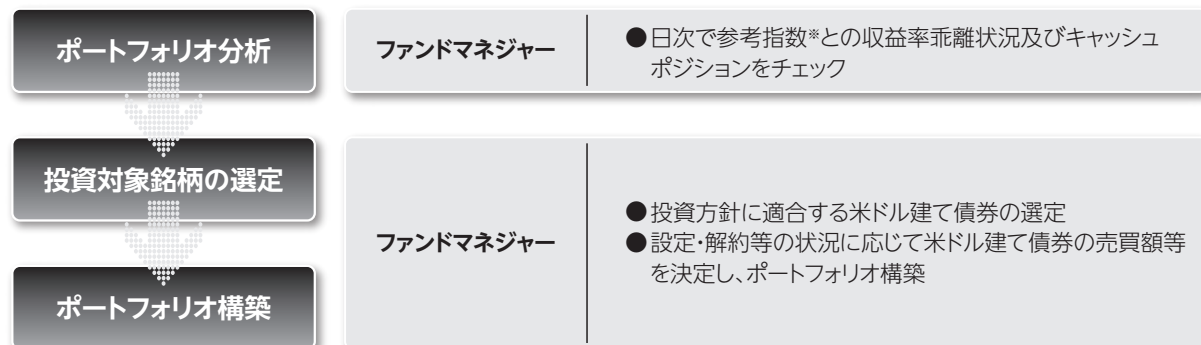 ポートフォリオ分析
ファンドマネジャー
●日次で参考指数※との収益率乖離状況及びキャッシュ
ポジションをチェック
投資対象銘柄の選定
ポートフォリオ構築
ファンドマネジャー
●投資方針に適合する米ドル建て債券の選定
●設定・解約等の状況に応じて米ドル建て債券の売買額等
を決定し、ポートフォリオ構築